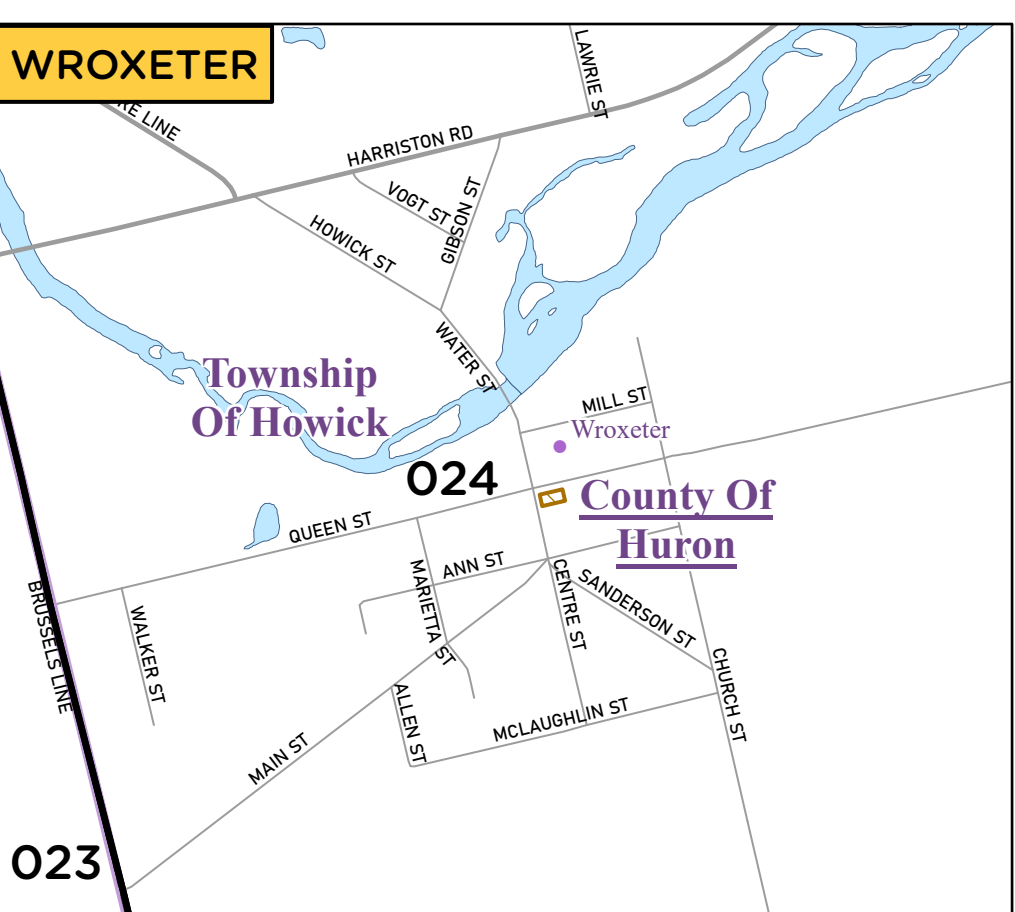 WROXETER
LAWRIE ST
RE LINE
HARRISTON RD
VOGT ST
GIBSON ST
HOWICK ST
WATER ST
Township
Of Howick
MILL ST
Wroxeter
024
County Of
Huron
QUEEN ST
ANN ST
MARIETTA ST
CENTRE ST
SANDERSON ST
BRUSSELS LINE
WALKER ST
CHURCH ST
ALLEN ST
MCLAUGHLIN ST
MAIN ST
023